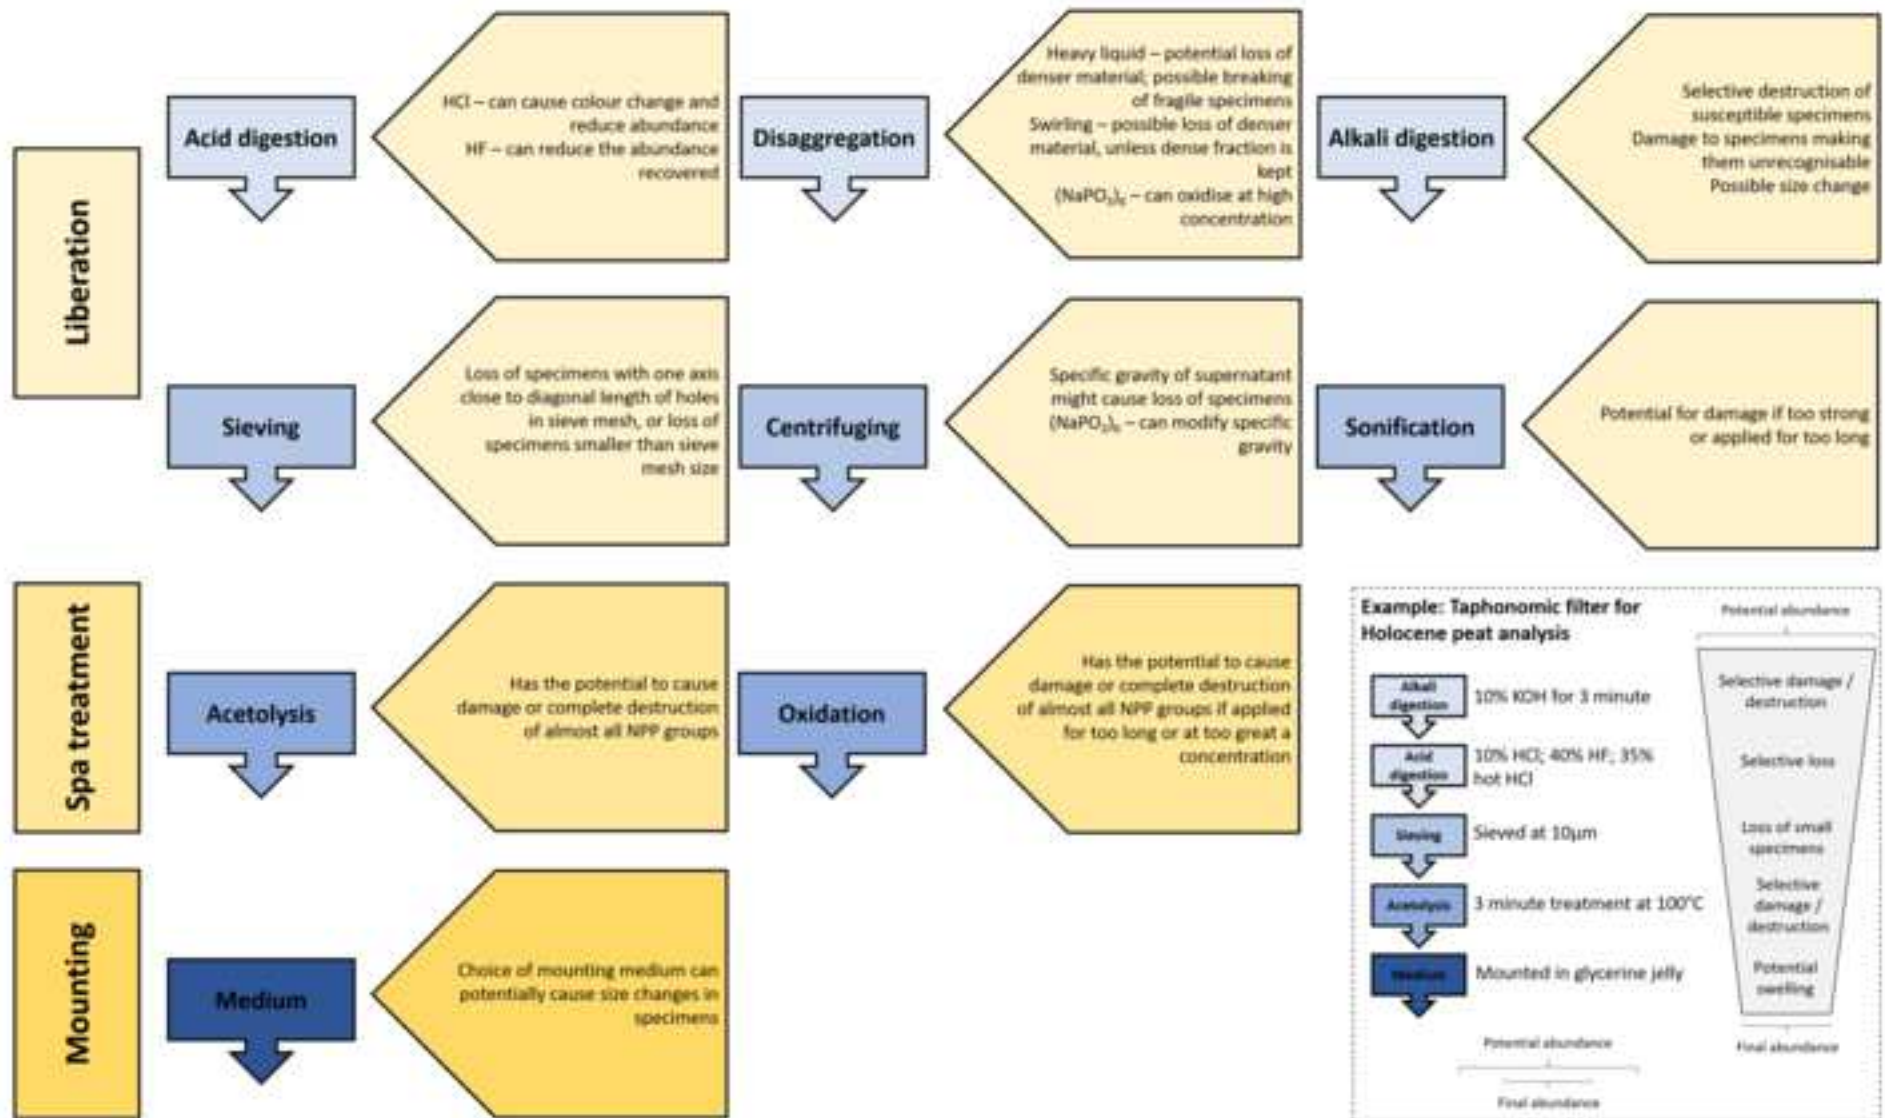 Liberation
Acid digestion
HCl – can cause colour change and
reduce abundance
HF – can reduce the abundance
recovered
Disaggregation
Heavy liquid – potential loss of
denser material; possible breaking
of fragile specimens
Swirling – possible loss of denser
material, unless dense fraction is
kept
(NaPO₃)₆ – can oxidise at high
concentration
Alkali digestion
Selective destruction of
susceptible specimens
Damage to specimens making
them unrecognisable
Possible size change
Sieving
Loss of specimens with one axis
close to diagonal length of holes
in sieve mesh, or loss of
specimens smaller than sieve
mesh size
Centrifuging
Specific gravity of supernatant
might cause loss of specimens
(NaPO₃)₆ – can modify specific
gravity
Sonification
Potential for damage if too strong
or applied for too long
Spa treatment
Acetolysis
Has the potential to cause
damage or complete destruction
of almost all NPP groups
Oxidation
Has the potential to cause
damage or complete destruction
of almost all NPP groups if applied
for too long or at too great a
concentration
Mounting
Medium
Choice of mounting medium can
potentially cause size changes in
specimens
Example: Taphonomic filter for
Holocene peat analysis
Alkali
digestion
10% KOH for 3 minute
Acid
digestion
10% HCl; 40% HF; 35%
hot HCl
Sieving
Sieved at 10μm
Acetolysis
3 minute treatment at 100°C
Medium
Mounted in glycerine jelly
Potential abundance
Selective damage /
destruction
Selective loss
Loss of small
specimens
Selective
damage /
destruction
Potential
swelling
Final abundance
Potential abundance
Final abundance